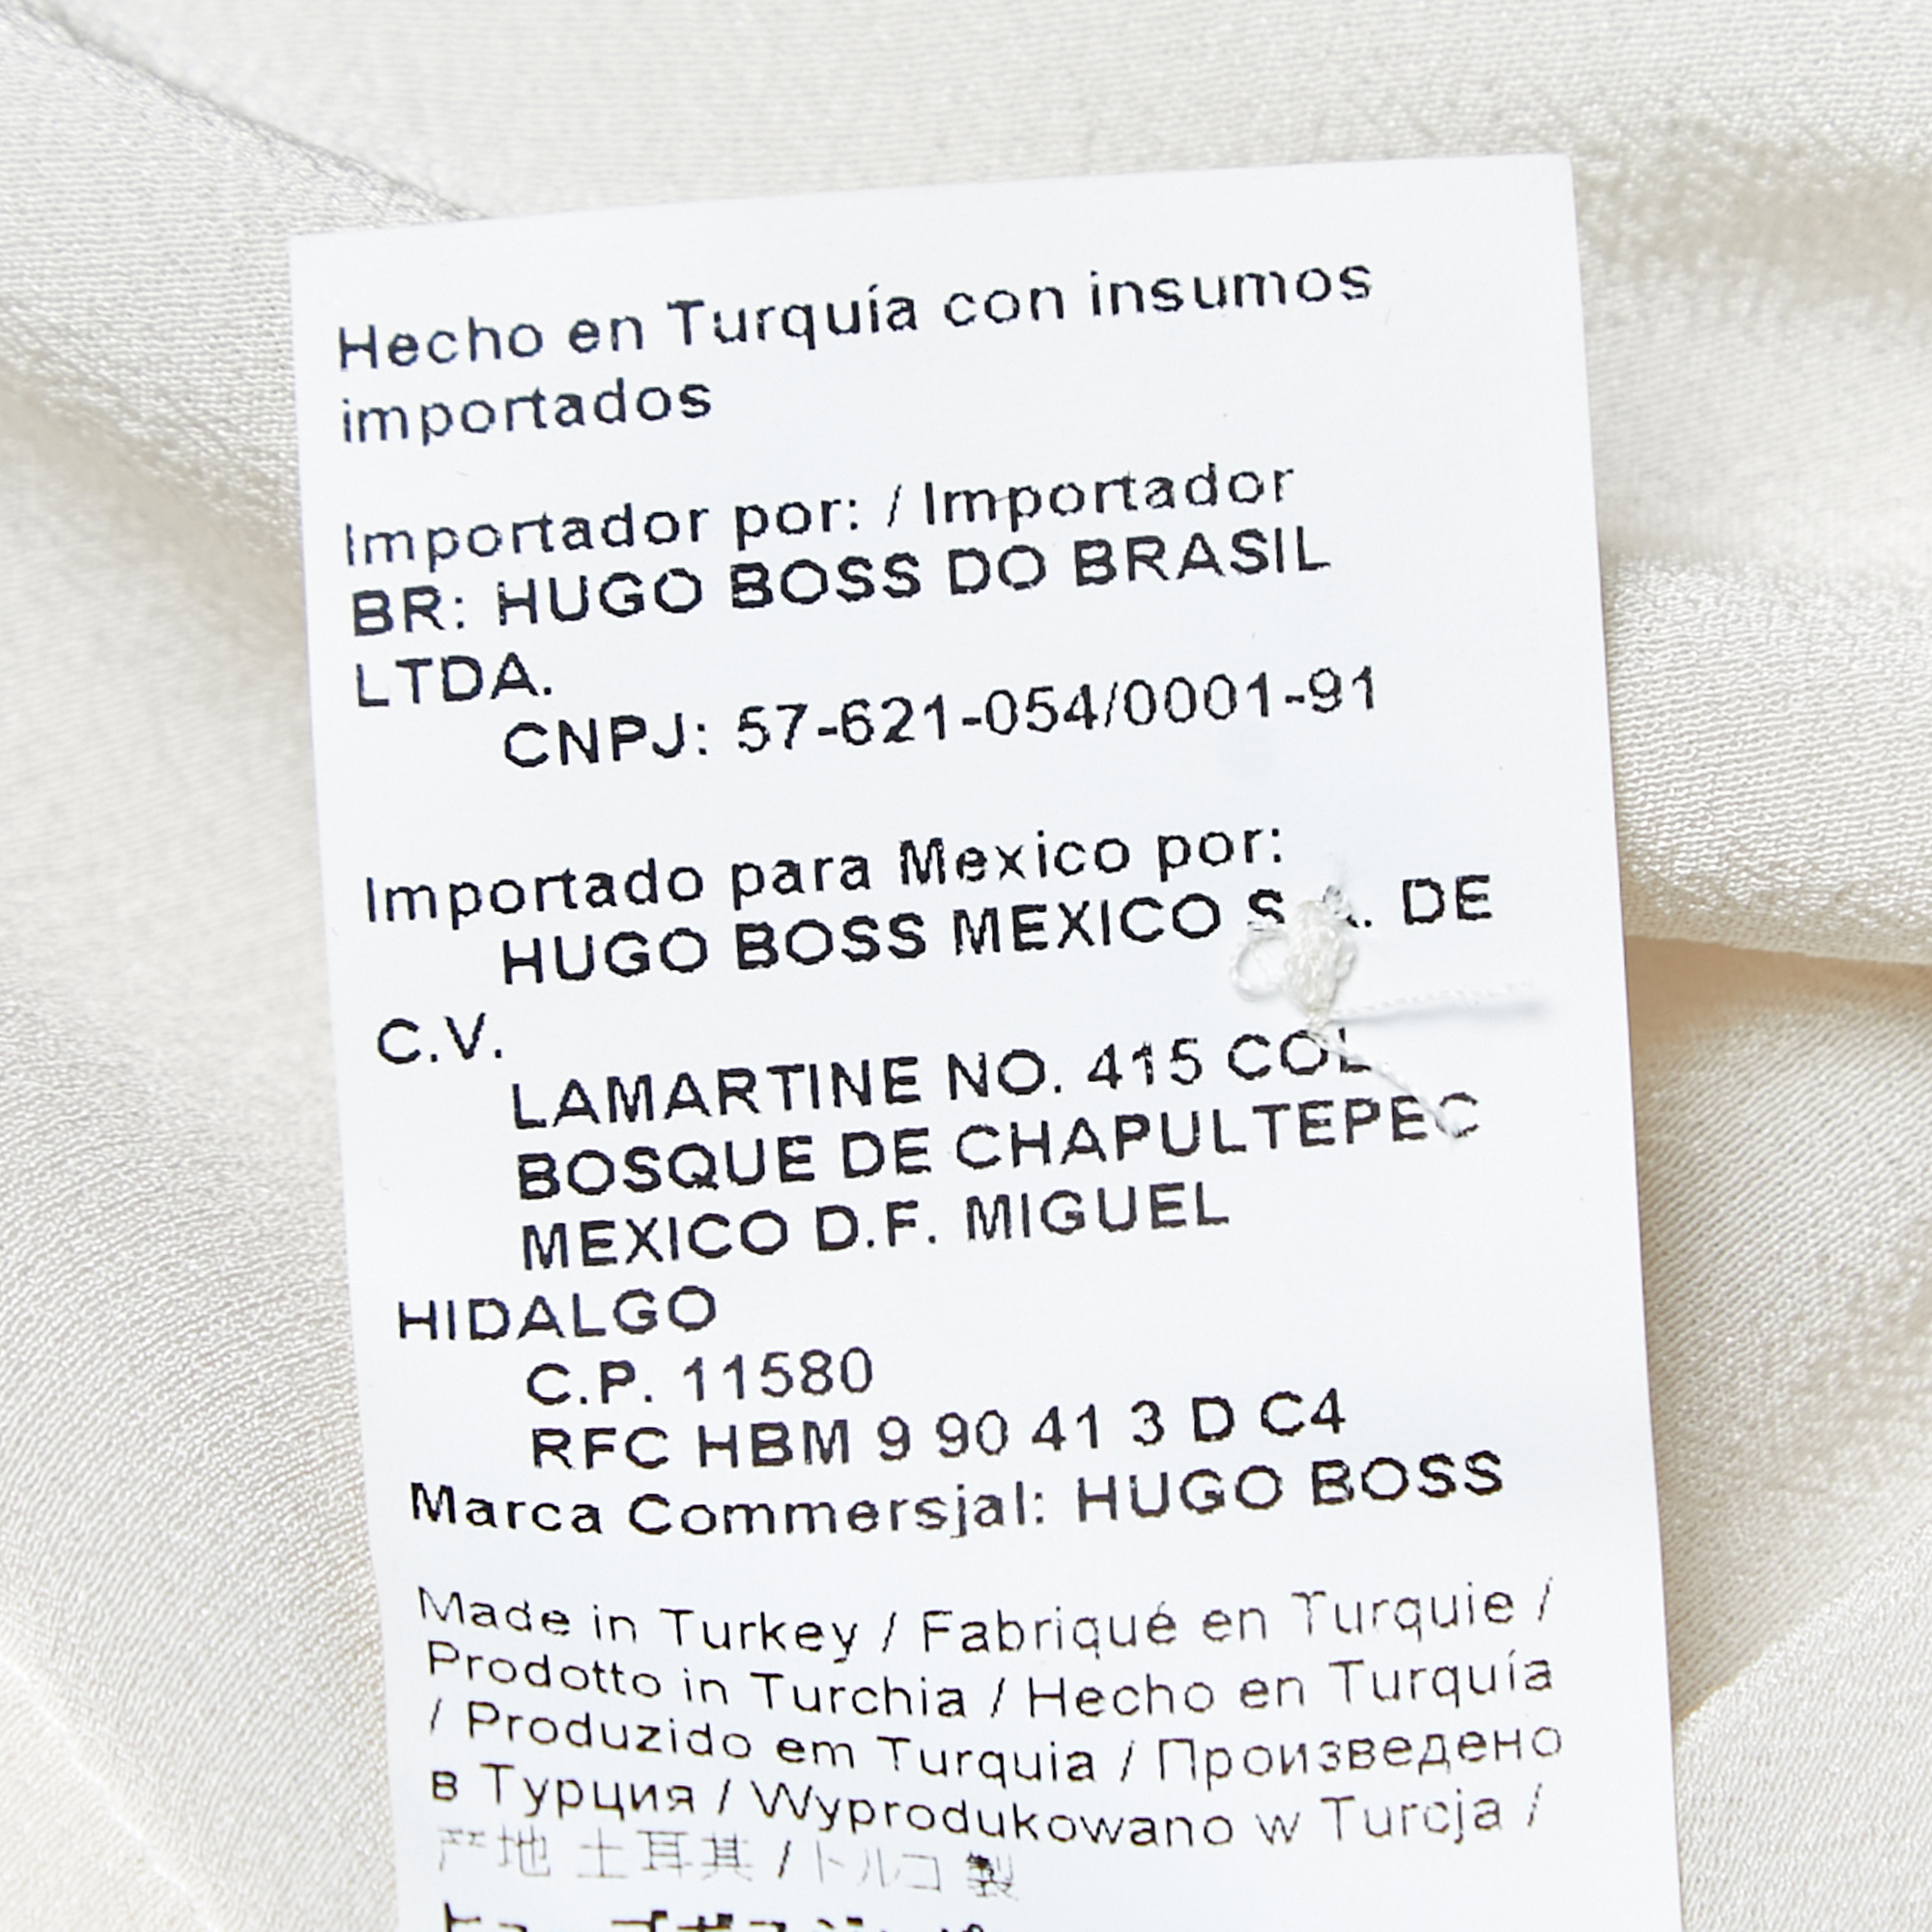 Hecho en Turquía con insumos
importados
Importador por: / Importador
BR: HUGO BOSS DO BRASIL
LTDA.
CNPJ: 57-621-054/0001-91
Importado para Mexico por:
HUGO BOSS MEXICO S.A. DE
C.V.
LAMARTINE NO. 415 COL
BOSQUE DE CHAPULTEPEC
MEXICO D.F. MIGUEL
HIDALGO
C.P. 11580
RFC HBM 9 90 41 3 D C4
Marca Commersjal: HUGO BOSS
Made in Turkey / Fabriqué en Turquie /
Prodotto in Turchia / Hecho en Turquía
/ Produzido em Turquia / Произведено
в Турция / Wyprodukowano w Turcja /
产地 土耳其 / トルコ 製